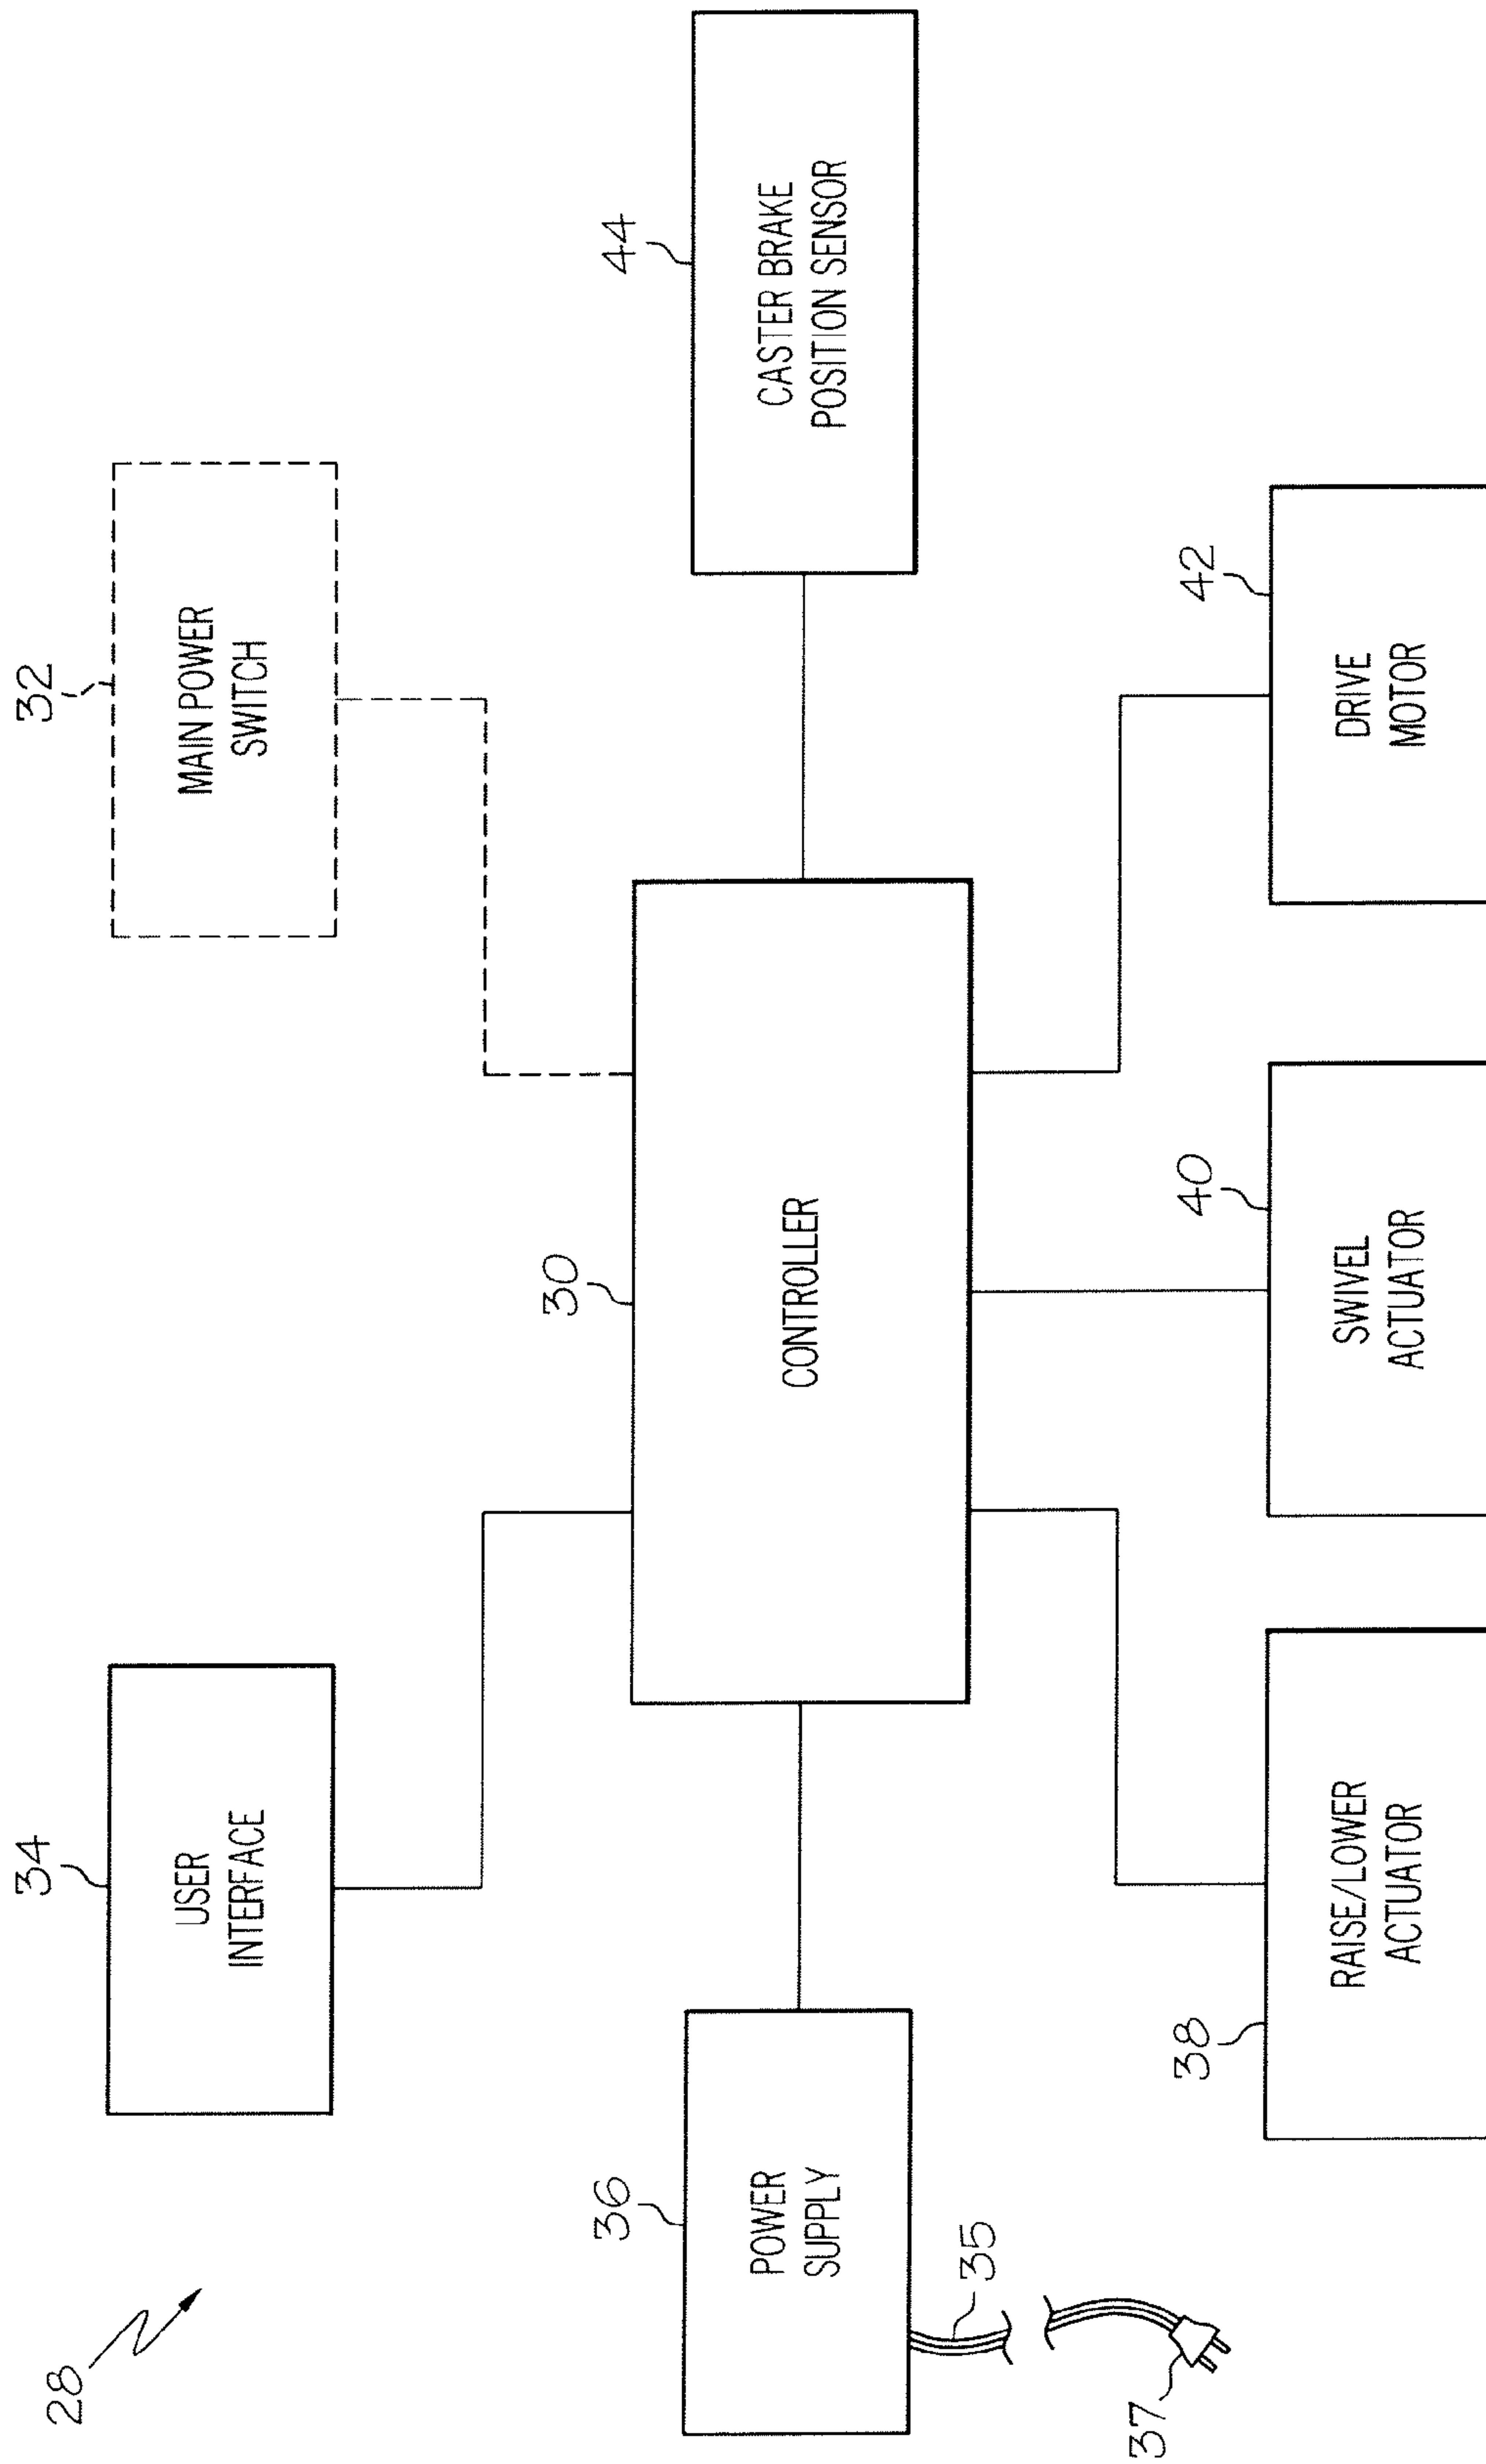 28
34
USER
INTERFACE
32
MAIN POWER
SWITCH
36
POWER
SUPPLY
35
37
30
CONTROLLER
44
CASTER BRAKE
POSITION SENSOR
38
RAISE/LOWER
ACTUATOR
40
SWIVEL
ACTUATOR
42
DRIVE
MOTOR